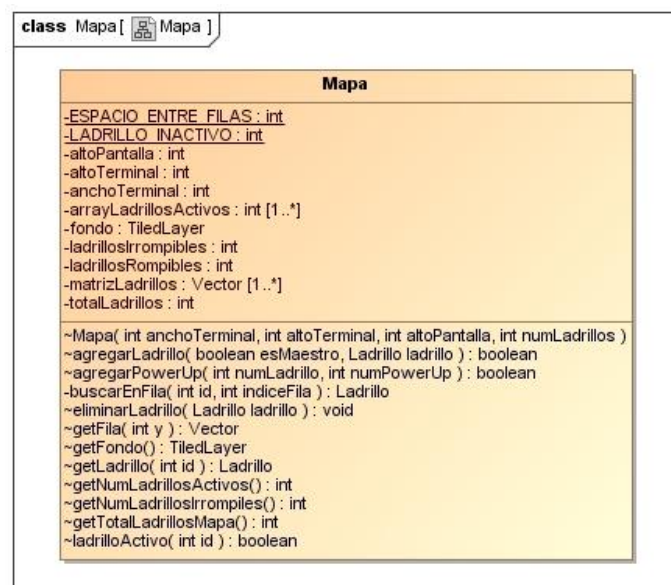 class Mapa [ Mapa ]
Mapa
-ESPACIO_ENTRE_FILAS : int
-LADRILLO_INACTIVO : int
-altoPantalla : int
-altoTerminal : int
-anchoTerminal : int
-arrayLadrillosActivos : int [1..*]
-fondo : TiledLayer
-ladrillosIrrompibles : int
-ladrillosRompibles : int
-matrizLadrillos : Vector [1..*]
-totalLadrillos : int
~Mapa( int anchoTerminal, int altoTerminal, int altoPantalla, int numLadrillos )
~agregarLadrillo( boolean esMaestro, Ladrillo ladrillo ) : boolean
~agregarPowerUp( int numLadrillo, int numPowerUp ) : boolean
-buscarEnFila( int id, int indiceFila ) : Ladrillo
~eliminarLadrillo( Ladrillo ladrillo ) : void
~getFila( int y ) : Vector
~getFondo() : TiledLayer
~getLadrillo( int id ) : Ladrillo
~getNumLadrillosActivos() : int
~getNumLadrillosIrrompiles() : int
~getTotalLadrillosMapa() : int
~ladrilloActivo( int id ) : boolean